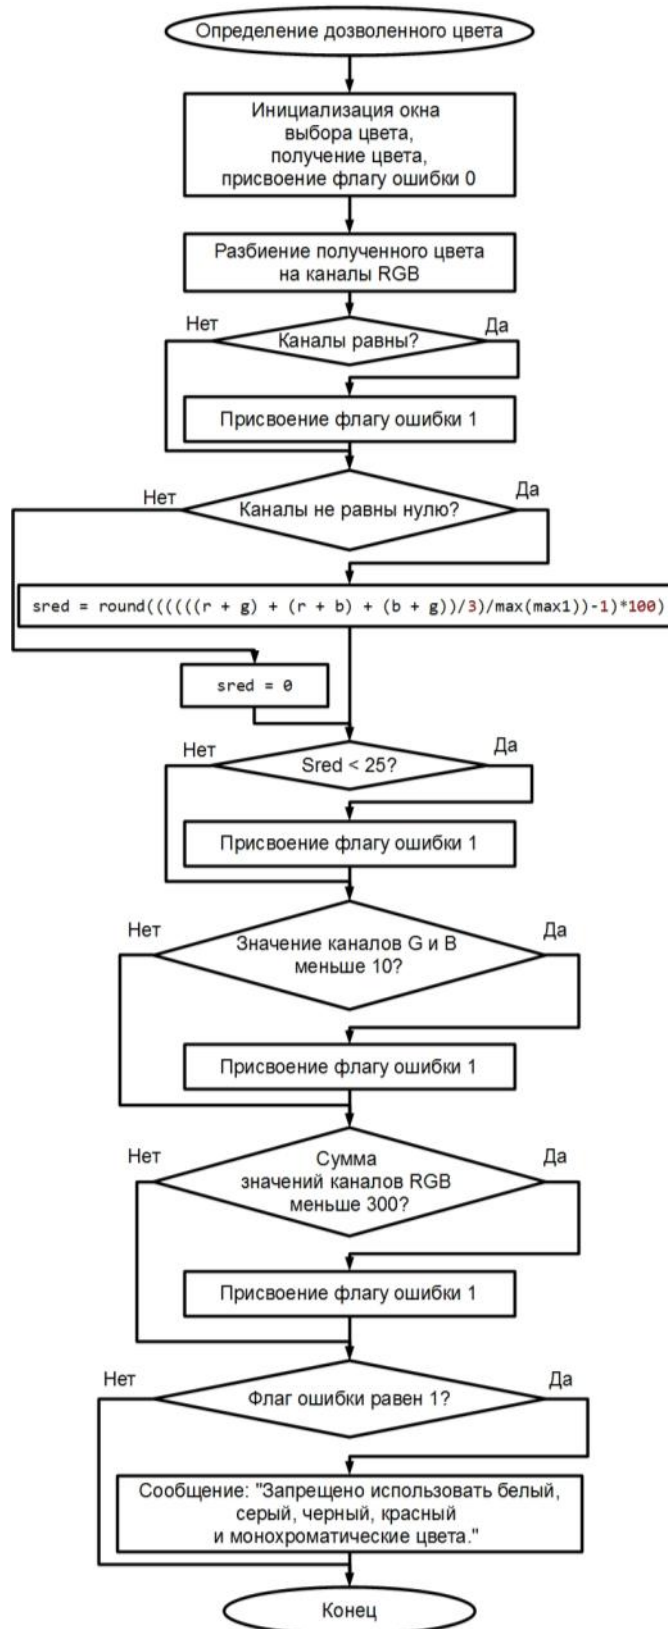 Определение дозволенного цвета
Инициализация окна
выбора цвета,
получение цвета,
присвоение флагу ошибки 0
Разбиение полученного цвета
на каналы RGB
Нет
Да
Каналы равны?
Присвоение флагу ошибки 1
Нет
Да
Каналы не равны нулю?
sred = round((((((r + g) + (r + b) + (b + g))/3)/max(max1))-1)*100)
sred = 0
Нет
Да
Sred < 25?
Присвоение флагу ошибки 1
Нет
Да
Значение каналов G и B
меньше 10?
Присвоение флагу ошибки 1
Нет
Да
Сумма
значений каналов RGB
меньше 300?
Присвоение флагу ошибки 1
Нет
Да
Флаг ошибки равен 1?
Сообщение: "Запрещено использовать белый,
серый, черный, красный
и монохроматические цвета."
Конец